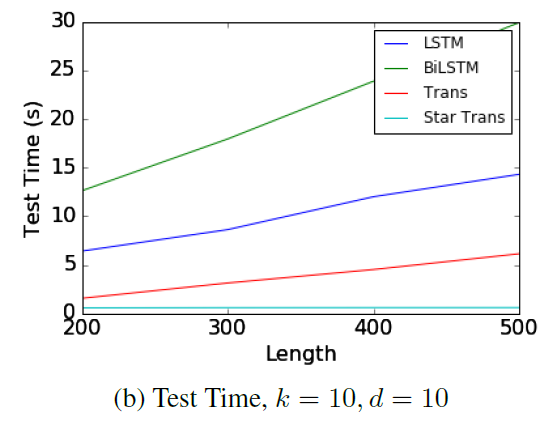 30
25
20
15
10
5
0
Test Time (s)
LSTM
BiLSTM
Trans
Star Trans
200 300 400 500
Length
(b) Test Time, k = 10, d = 10